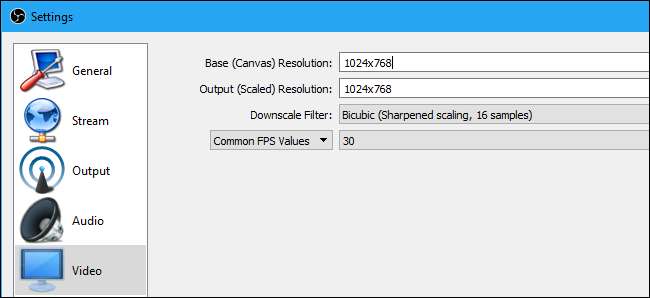 Settings
General
Stream
Output
Audio
Video
Base (Canvas) Resolution: 1024x768
Output (Scaled) Resolution: 1024x768
Downscale Filter: Bicubic (Sharpened scaling, 16 samples)
Common FPS Values 30